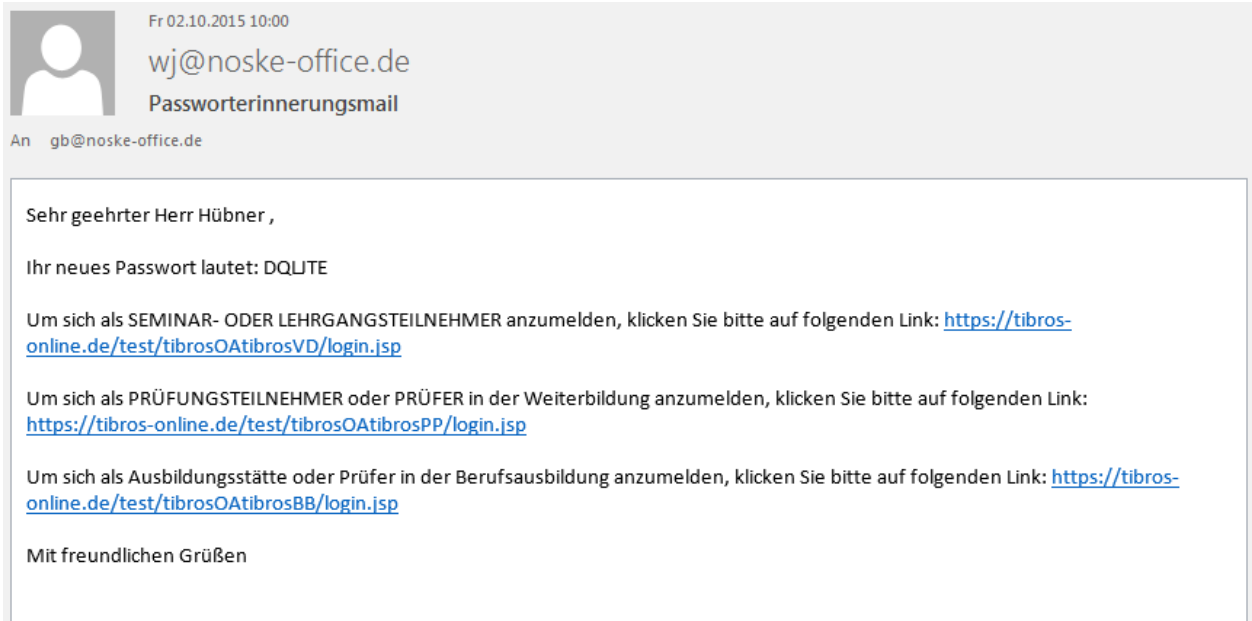 Fr 02.10.2015 10:00
wj@noske-office.de
Passworterinnerungsmail
An gb@noske-office.de
Sehr geehrter Herr Hübner ,
Ihr neues Passwort lautet: DQLJTE
Um sich als SEMINAR- ODER LEHRGANGSTEILNEHMER anzumelden, klicken Sie bitte auf folgenden Link: https://tibros-
online.de/test/tibrosOAtibrosVD/login.jsp
Um sich als PRÜFUNGSTEILNEHMER oder PRÜFER in der Weiterbildung anzumelden, klicken Sie bitte auf folgenden Link:
https://tibros-online.de/test/tibrosOAtibrosPP/login.jsp
Um sich als Ausbildungsstätte oder Prüfer in der Berufsausbildung anzumelden, klicken Sie bitte auf folgenden Link: https://tibros-
online.de/test/tibrosOAtibrosBB/login.jsp
Mit freundlichen Grüßen